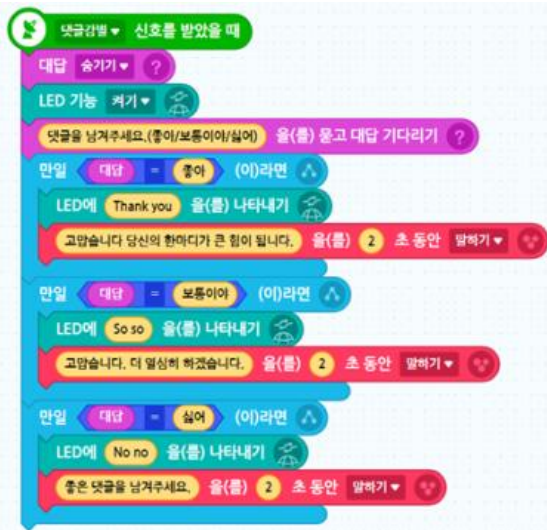 댓글감별 ▼ 신호를 받았을 때
대답 숨기기 ▼ ?
LED 기능 켜기 ▼
댓글을 남겨주세요.(좋아/보통이야/싫어) 을(를) 묻고 대답 기다리기 ?
만일 대답 = 좋아 (이)라면
LED에 Thank you 을(를) 나타내기
고맙습니다 당신의 한마디가 큰 힘이 됩니다. 을(를) 2 초 동안 말하기 ▼
만일 대답 = 보통이야 (이)라면
LED에 So so 을(를) 나타내기
고맙습니다. 더 열심히 하겠습니다. 을(를) 2 초 동안 말하기 ▼
만일 대답 = 싫어 (이)라면
LED에 No no 을(를) 나타내기
좋은 댓글을 남겨주세요. 을(를) 2 초 동안 말하기 ▼